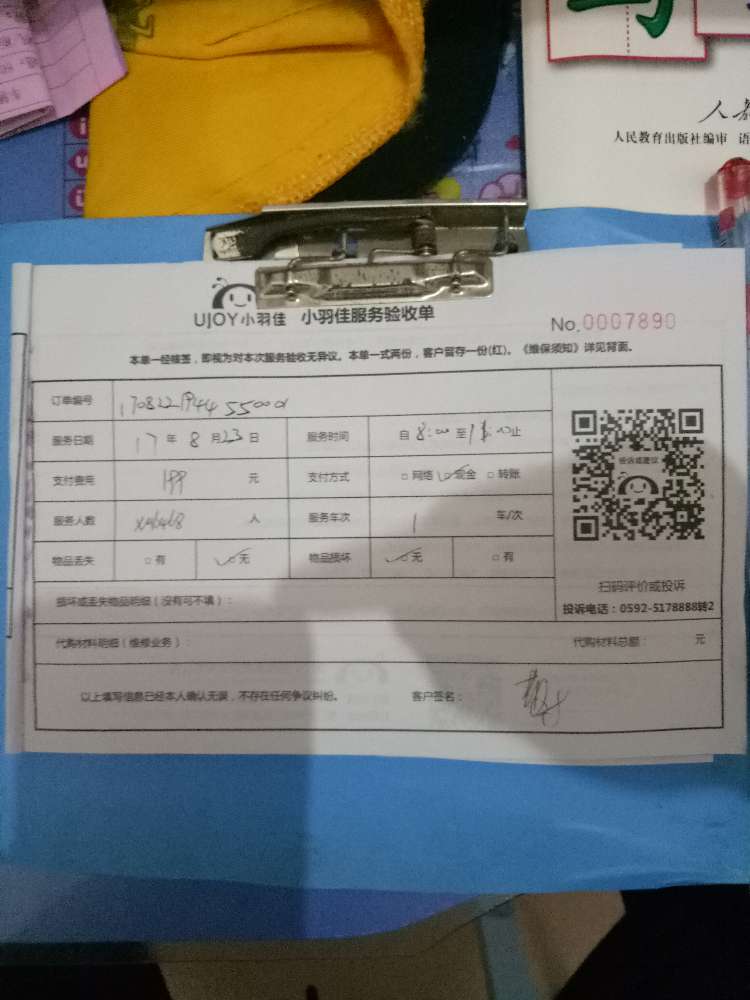 人民教育出版社编审 语
UJOY小羽佳 小羽佳服务验收单
No.0007890
本单一经接签，即视为对本次服务验收无异议。本单一式两份，客户留存一份(红)。《维保须知》详见背面。
订单编号
服务日期 17 年 8 月 23 日 服务时间 自 8:00 至 止
支付费用 199 元 支付方式 □ 网络 ☑ 现金 □ 转账
服务人数 人 服务车次 1 车/次
物品丢失 □ 有 ☑ 无 物品损坏 ☑ 无 □ 有
投诉或建议
扫码评价或投诉
投诉电话：0592-5178888转2
损坏或丢失物品明细（没有可不填）：
代购材料明细（维修业务）： 代购材料总额： 元
以上填写信息已经本人确认无误，不存在任何争议纠纷。 客户签名：